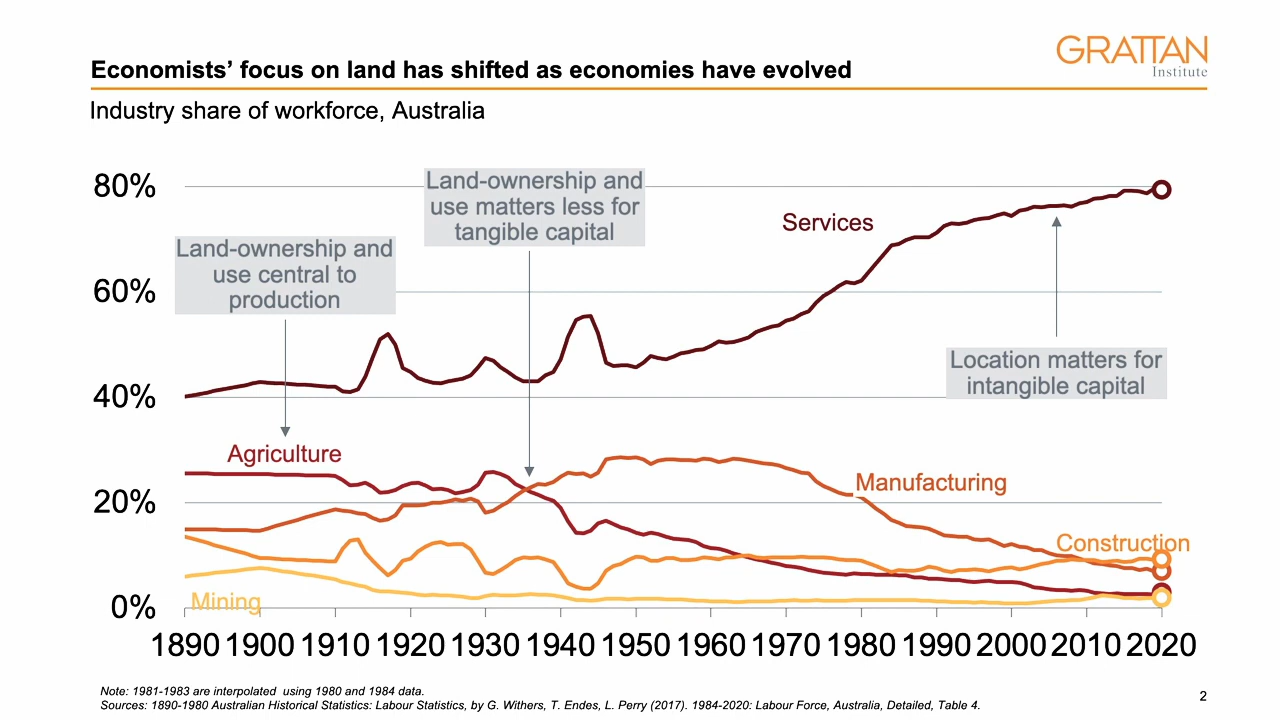 GRATTAN
Institute
Economists’ focus on land has shifted as economies have evolved
Industry share of workforce, Australia
80%
60%
40%
20%
0%
Land-ownership and
use central to
production
Land-ownership and
use matters less for
tangible capital
Services
Location matters for
intangible capital
Agriculture
Manufacturing
Construction
Mining
1890 1900 1910 1920 1930 1940 1950 1960 1970 1980 1990 2000 2010 2020
Note: 1981-1983 are interpolated using 1980 and 1984 data.
Sources: 1890-1980 Australian Historical Statistics: Labour Statistics, by G. Withers, T. Endes, L. Perry (2017). 1984-2020: Labour Force, Australia, Detailed, Table 4.
2